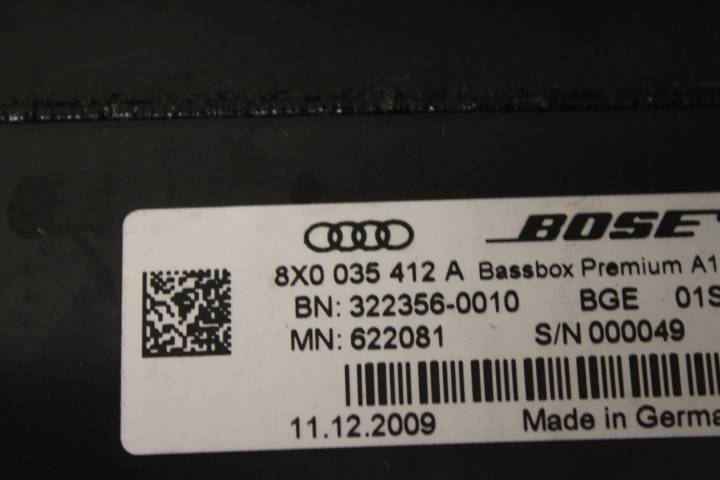 BOSE
8X0 035 412 A Bassbox Premium A1
BN: 322356-0010 BGE 01S
MN: 622081 S/N 000049
11.12.2009 Made in Germa